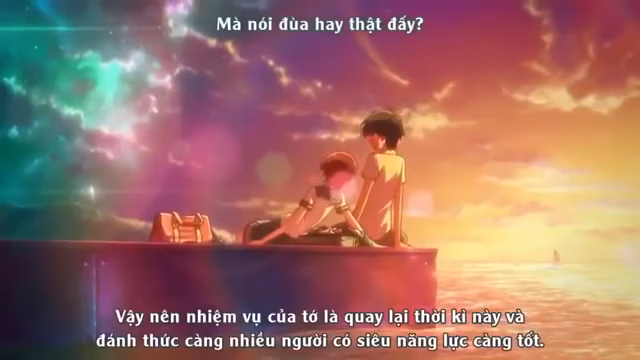 Mà nói đùa hay thật đấy?
Vậy nên nhiệm vụ của tớ là quay lại thời kì này và
đánh thức càng nhiều người có siêu năng lực càng tốt.